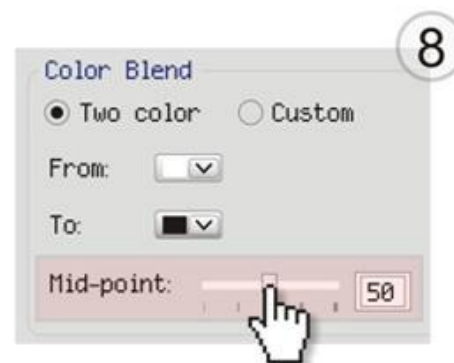 8
Color Blend
Two color Custom
From:
To:
Mid-point: 50